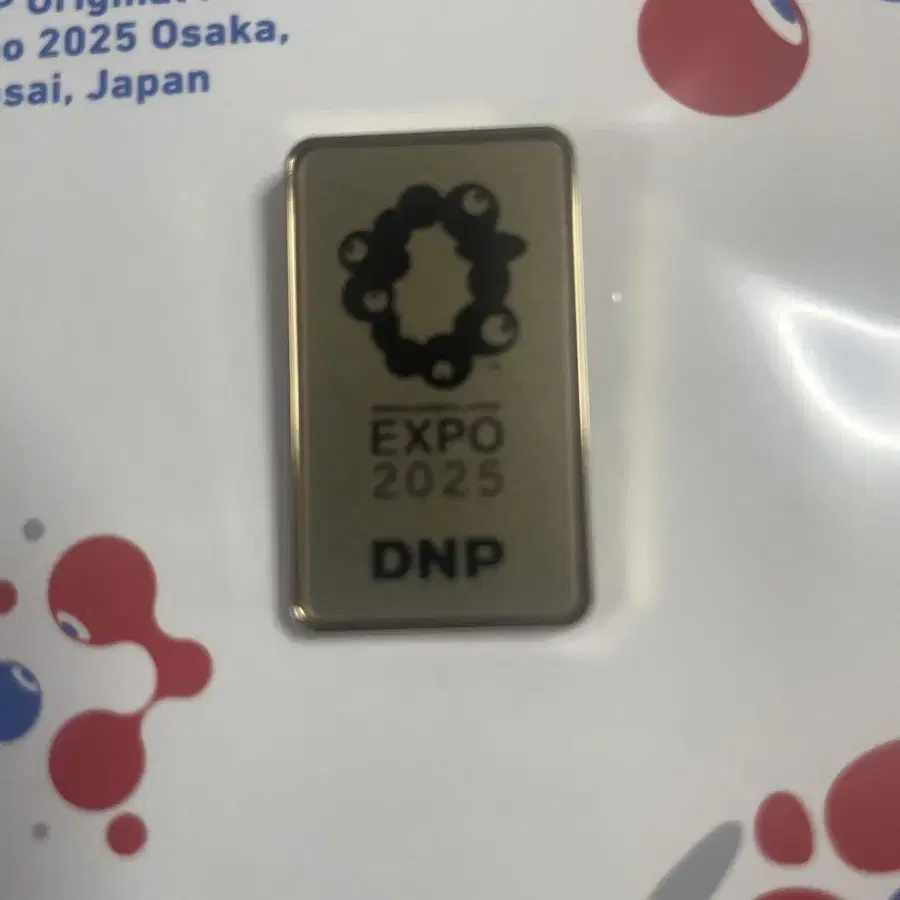 o 2025 Osaka,
sai, Japan
EXPO
2025
DNP